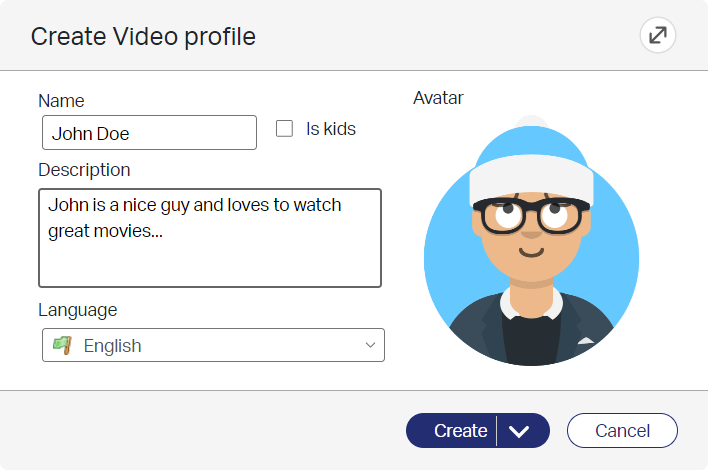 Create Video profile
Name
Avatar
John Doe
Is kids
Description
John is a nice guy and loves to watch
great movies...
Language
English
Create
Cancel